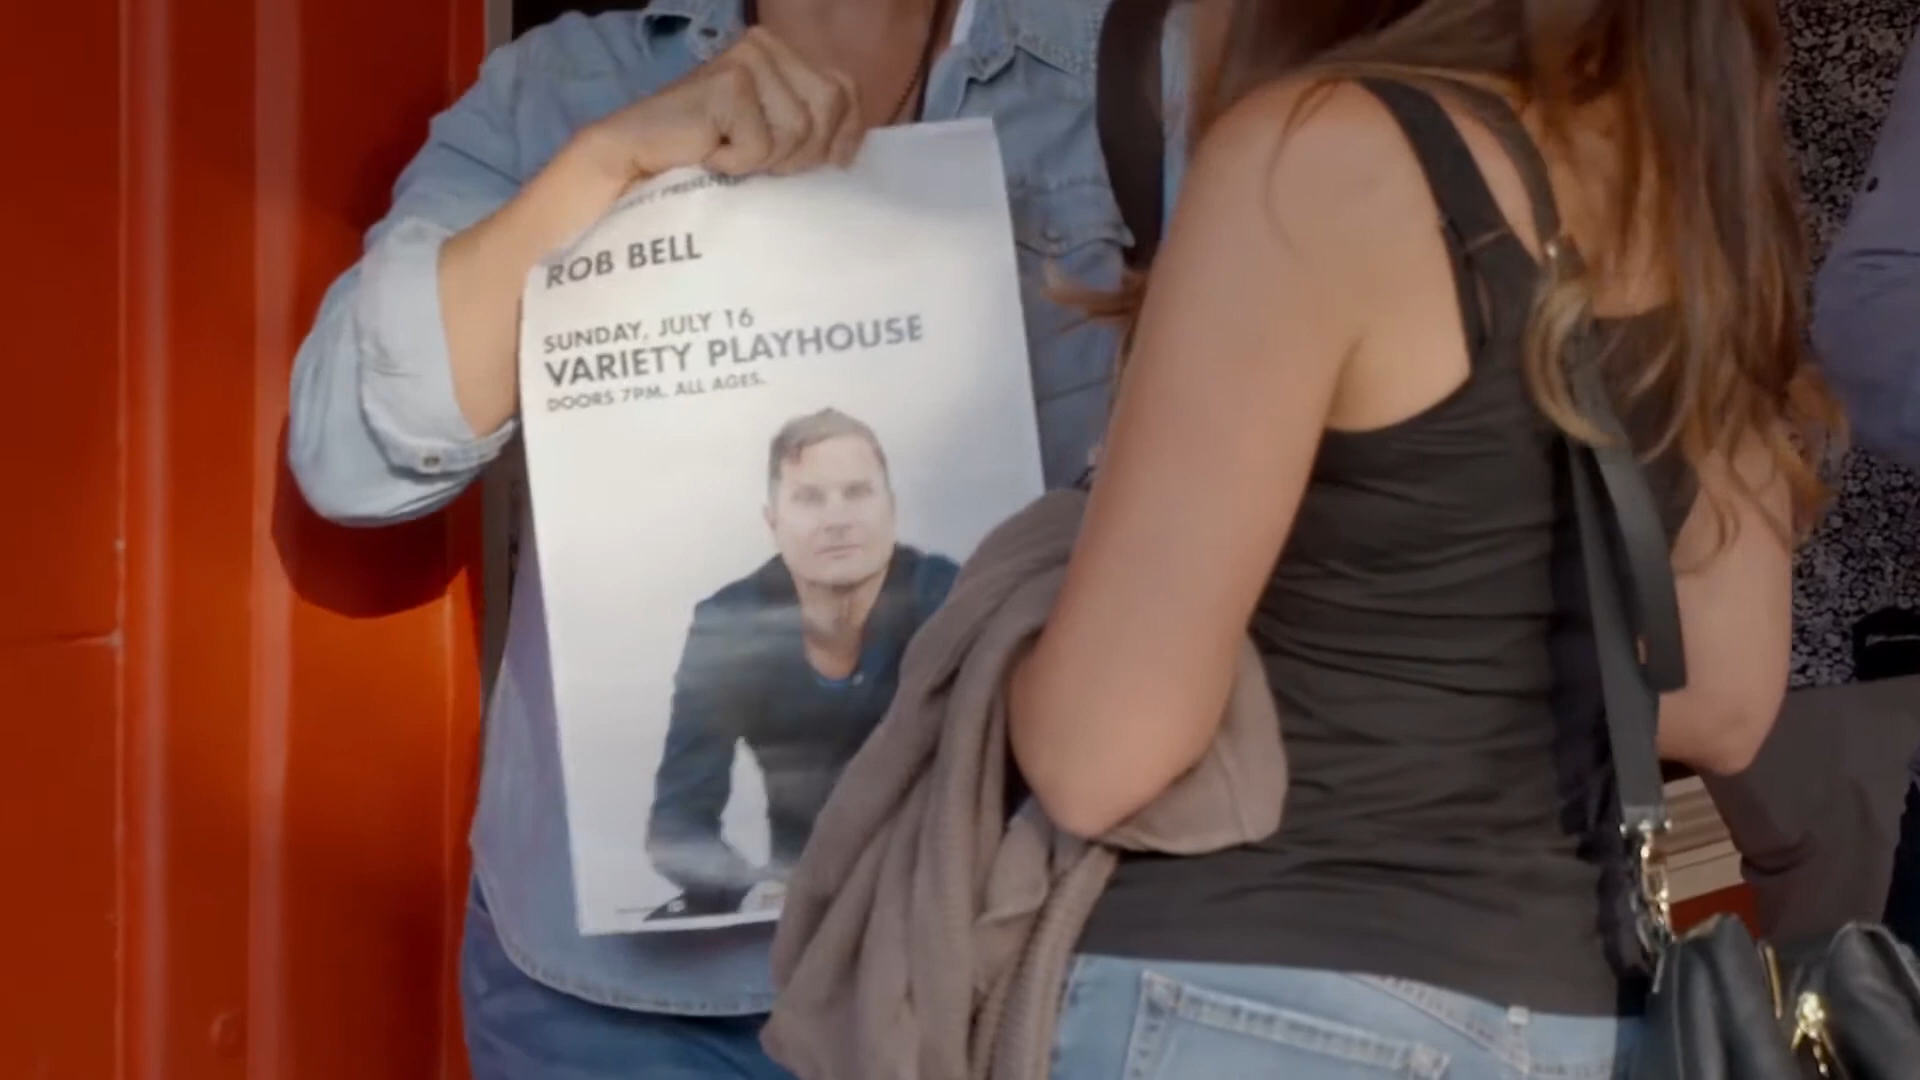 ROB BELL
SUNDAY, JULY 16
VARIETY PLAYHOUSE
DOORS 7PM. ALL AGES.